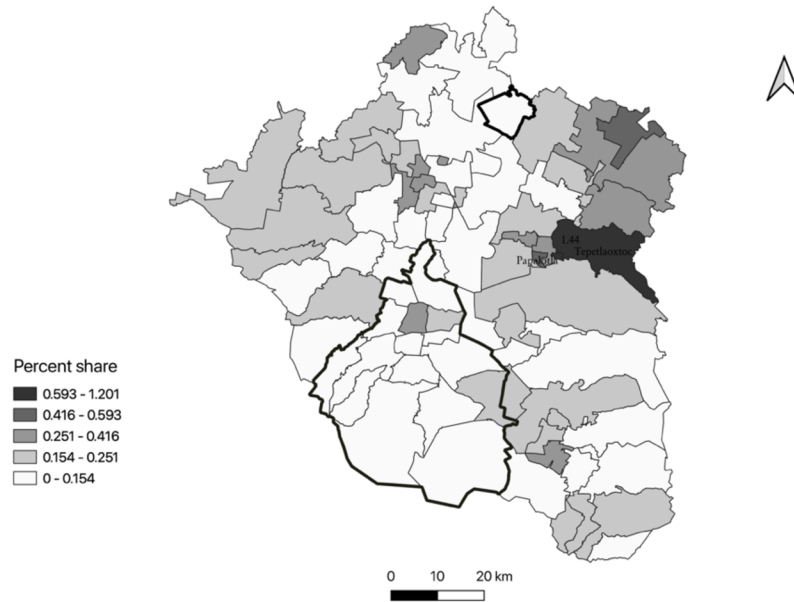 1.44
Tepetlaoxtoc
Papalotla
Percent share
0.593 - 1.201
0.416 - 0.593
0.251 - 0.416
0.154 - 0.251
0 - 0.154
0 10 20 km